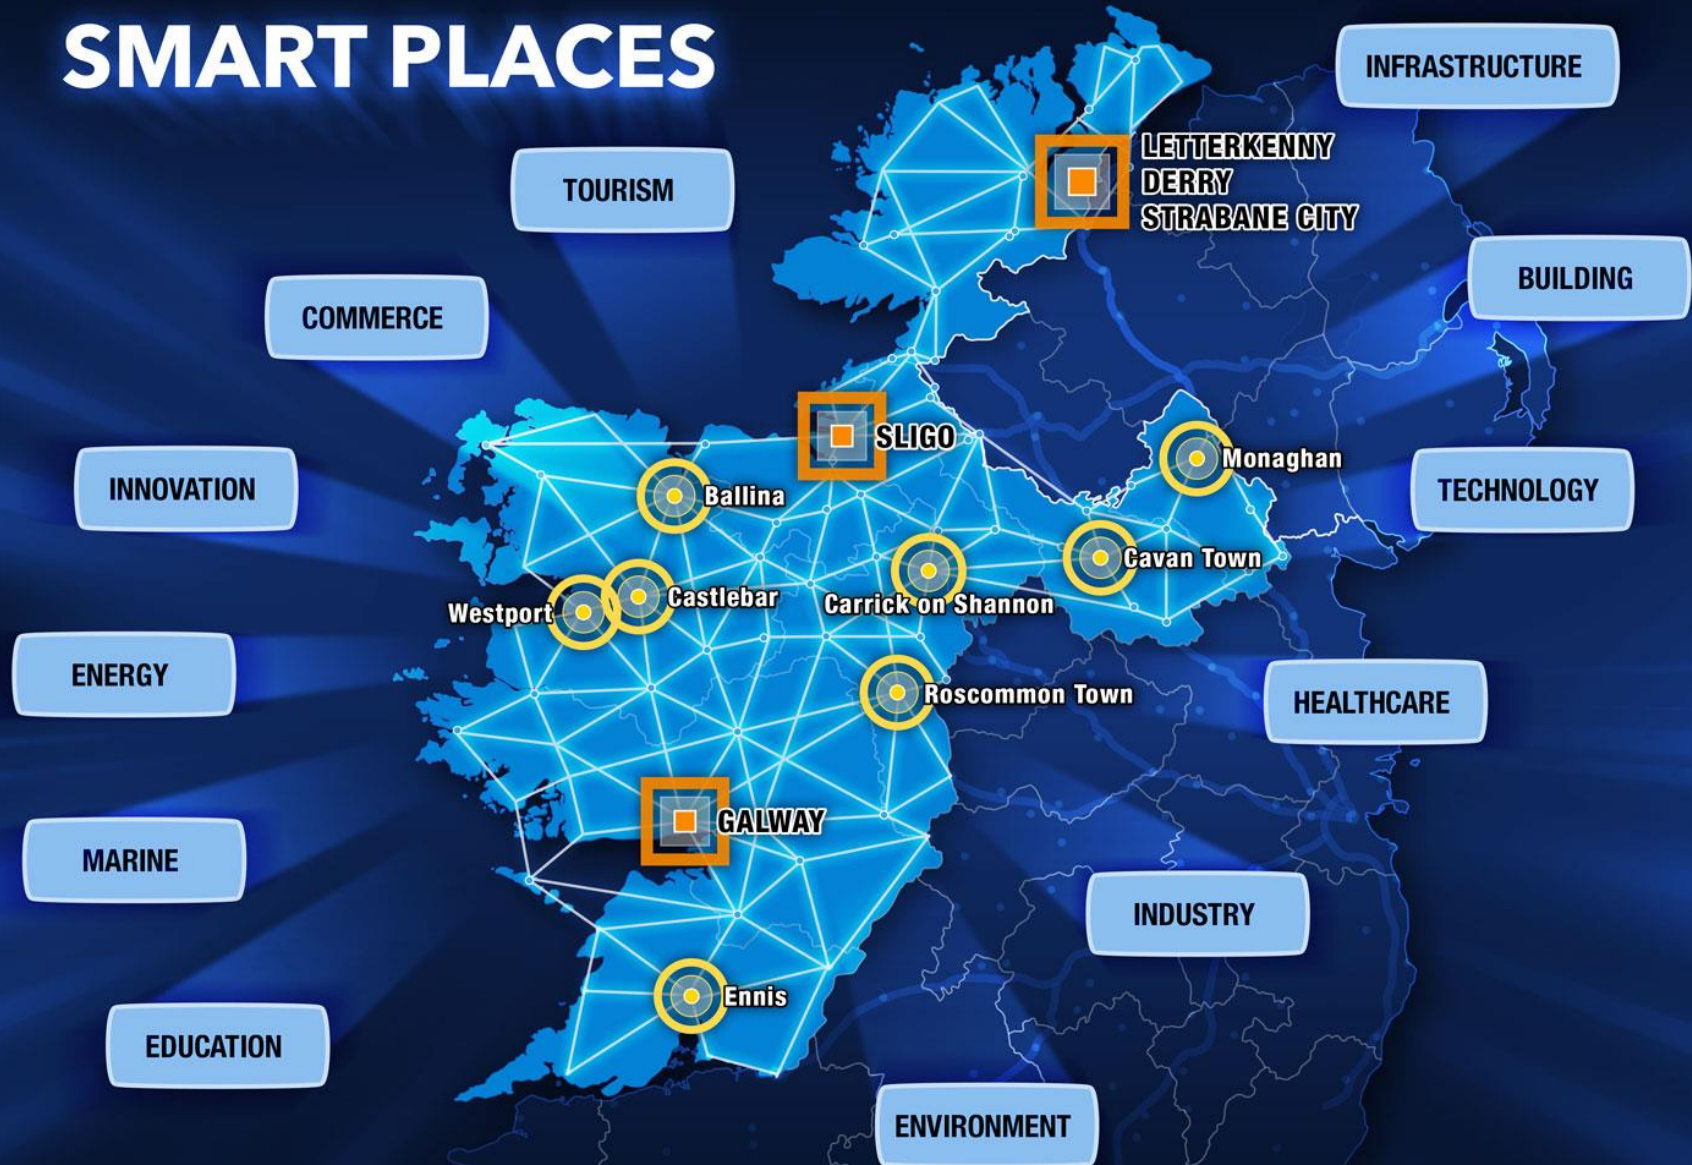 SMART PLACES
INFRASTRUCTURE
TOURISM
LETTERKENNY
DERRY
STRABANE CITY
BUILDING
COMMERCE
SLIGO
Monaghan
INNOVATION
Ballina
TECHNOLOGY
Cavan Town
Castlebar
Westport
Carrick on Shannon
ENERGY
Roscommon Town
HEALTHCARE
GALWAY
MARINE
INDUSTRY
Ennis
EDUCATION
ENVIRONMENT